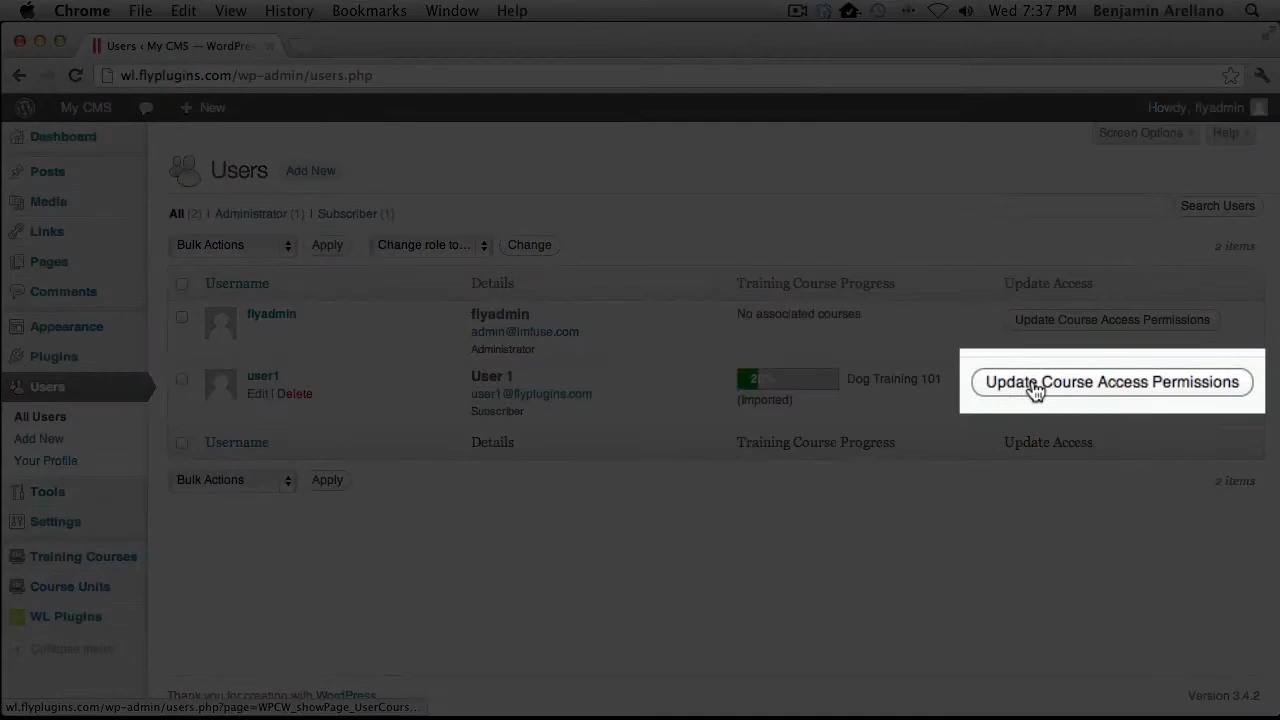 Chrome File Edit View History Bookmarks Window Help Wed 7:37 PM Benjamin Arellano
Users ‹ My CMS — WordPre
wl.flyplugins.com/wp-admin/users.php
My CMS + New Howdy, flyadmin
Screen Options Help
Dashboard
Posts
Media
Links
Pages
Comments
Appearance
Plugins
Users
All Users
Add New
Your Profile
Tools
Settings
Training Courses
Course Units
WL Plugins
Collapse menu
Users Add New
All (2) | Administrator (1) | Subscriber (1)
Search Users
Bulk Actions Apply Change role to... Change 2 items
Username Details Training Course Progress Update Access
flyadmin flyadmin No associated courses Update Course Access Permissions
admin@imfuse.com
Administrator
user1 User 1 Dog Training 101 Update Course Access Permissions
Edit | Delete user1@flyplugins.com (Imported)
Subscriber
Username Details Training Course Progress Update Access
Bulk Actions Apply 2 items
Thank you for creating with WordPress. Version 3.4.2
wl.flyplugins.com/wp-admin/users.php?page=WPCW_showPage_UserCours...